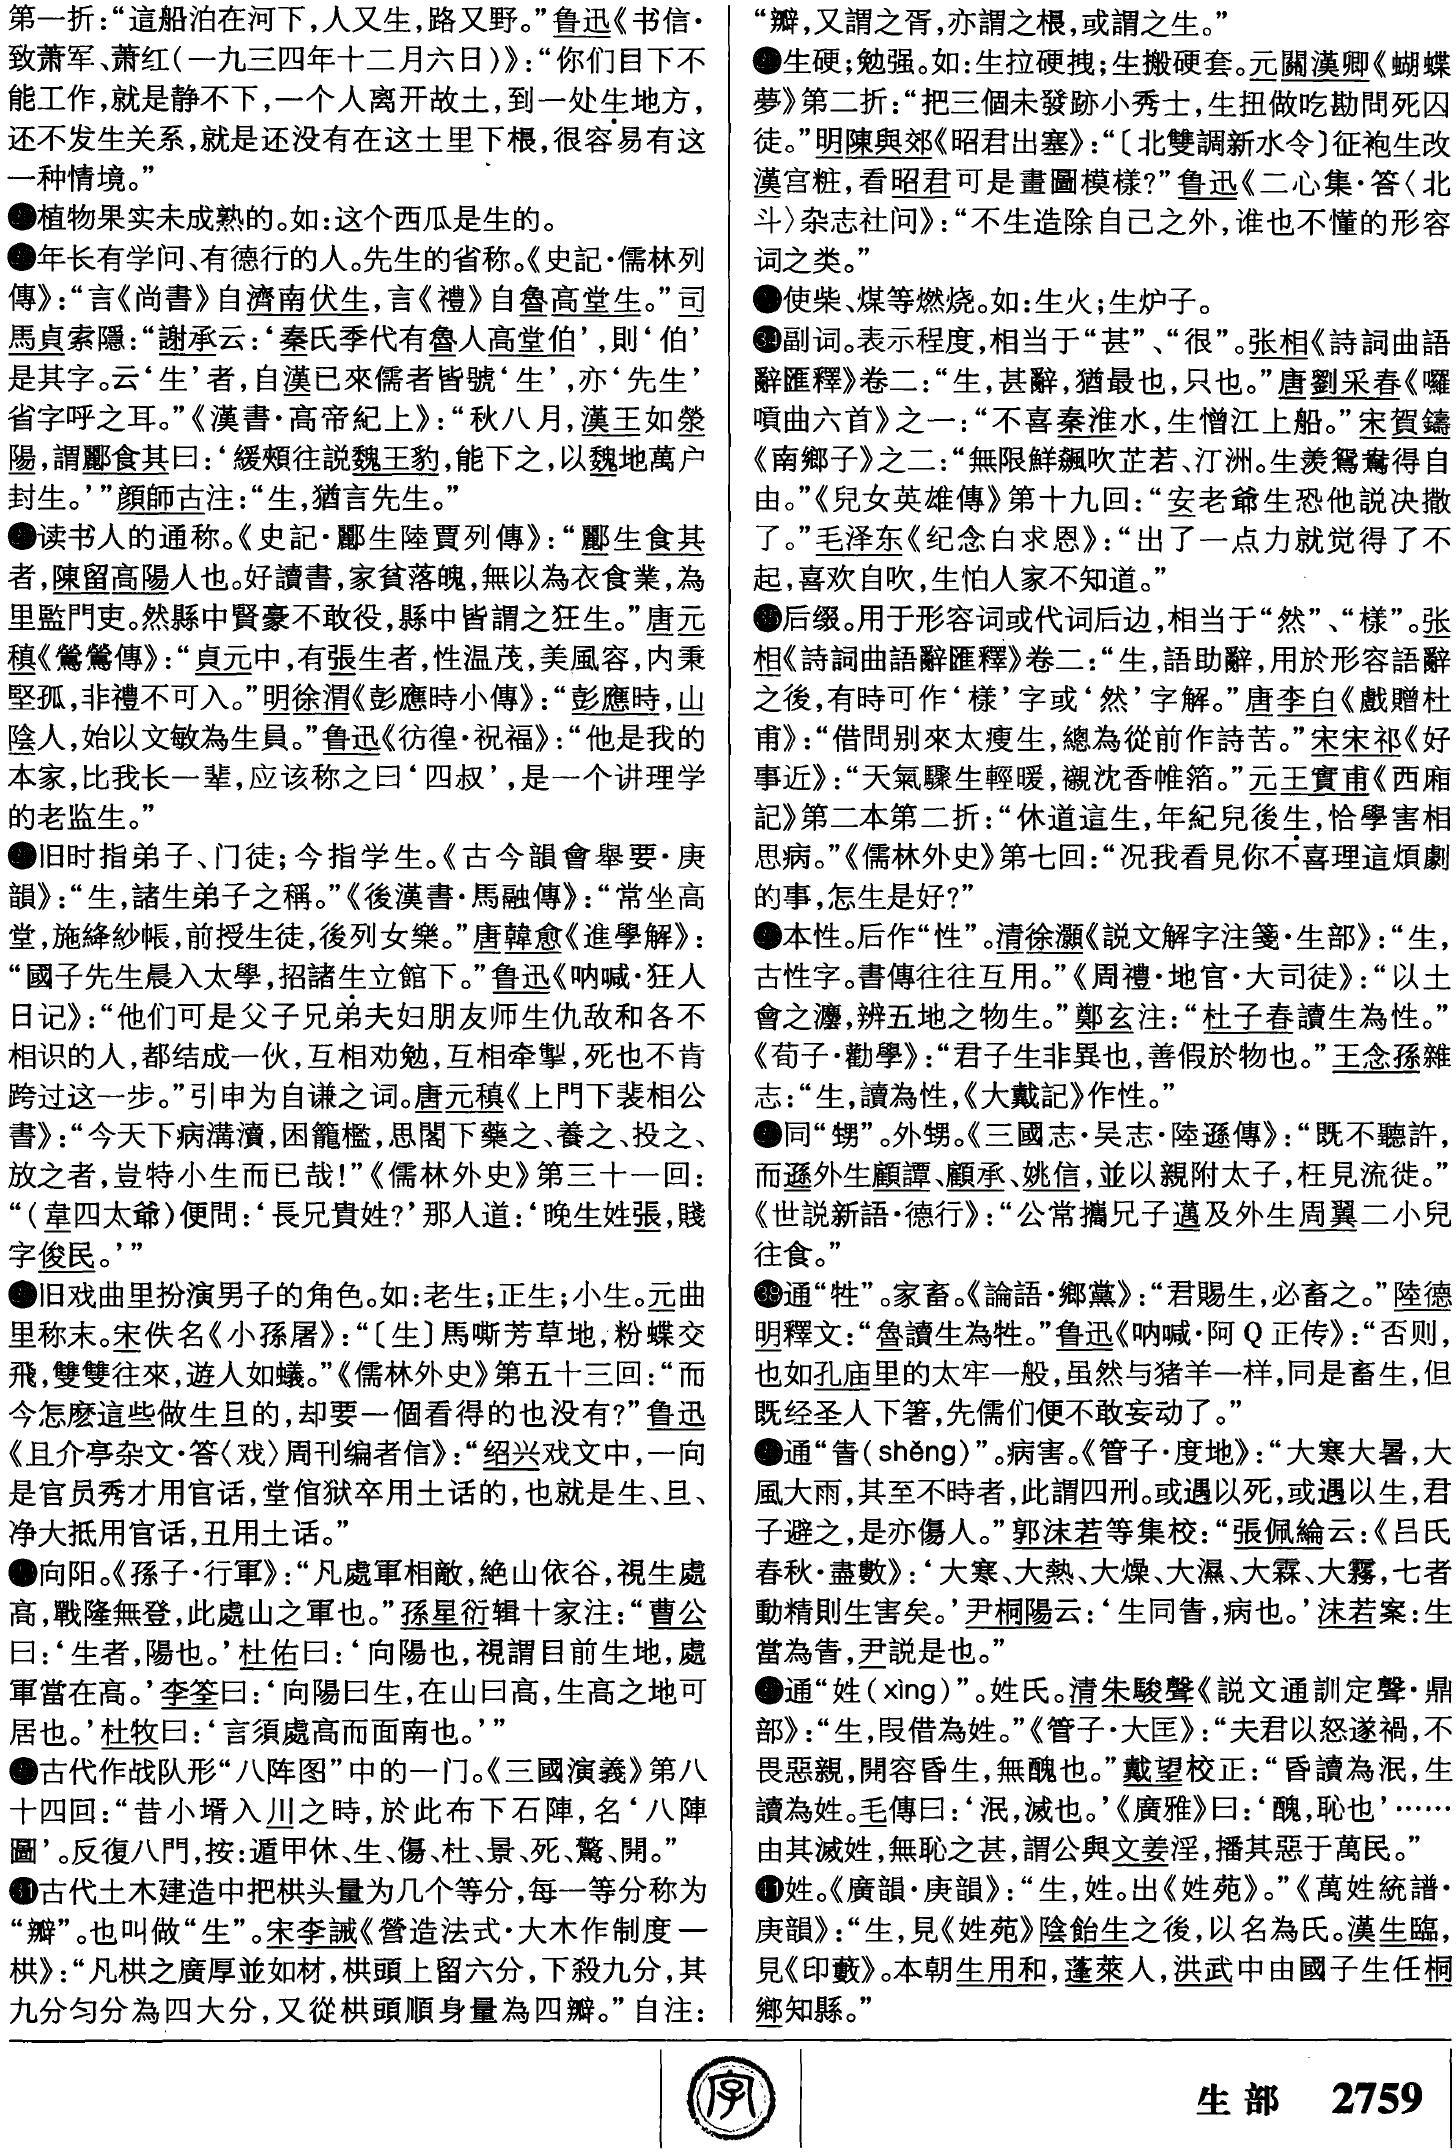 第一折：“這船泊在河下，人又生，路又野。”鲁迅《书信·
致萧军、萧红（一九三四年十二月六日）》：“你们目下不
能工作，就是静不下，一个人离开故土，到一处生地方，
还不发生关系，就是还没有在这土里下根，很容易有这
一种情境。”
植物果实未成熟的。如：这个西瓜是生的。
年长有学问、有德行的人。先生的省称。《史記·儒林列
傳》：“言《尚書》自濟南伏生，言《禮》自魯高堂生。”司
馬貞索隱：“謝承云：‘秦氏季代有魯人高堂伯’，則‘伯’
是其字。云‘生’者，自漢已來儒者皆號‘生’，亦‘先生’
省字呼之耳。”《漢書·高帝紀上》：“秋八月，漢王如滎
陽，謂酈食其曰：‘緩頰往説魏王豹，能下之，以魏地萬户
封生。’”顔師古注：“生，猶言先生。”
读书人的通称。《史記·酈生陸賈列傳》：“酈生食其
者，陳留高陽人也。好讀書，家貧落魄，無以為衣食業，為
里監門吏。然縣中賢豪不敢役，縣中皆謂之狂生。”唐元
稹《鶯鶯傳》：“貞元中，有張生者，性温茂，美風容，内秉
堅孤，非禮不可入。”明徐渭《彭應時小傳》：“彭應時，山
陰人，始以文敏為生員。”鲁迅《彷徨·祝福》：“他是我的
本家，比我长一辈，应该称之曰‘四叔’，是一个讲理学
的老监生。”
旧时指弟子、门徒；今指学生。《古今韻會舉要·庚
韻》：“生，諸生弟子之稱。”《後漢書·馬融傳》：“常坐高
堂，施絳紗帳，前授生徒，後列女樂。”唐韓愈《進學解》：
“國子先生晨入太學，招諸生立館下。”鲁迅《呐喊·狂人
日记》：“他们可是父子兄弟夫妇朋友师生仇敌和各不
相识的人，都结成一伙，互相劝勉，互相牵掣，死也不肯
跨过这一步。”引申为自谦之词。唐元稹《上門下裴相公
書》：“今天下病溝瀆，困籠檻，思閣下藥之、養之、投之、
放之者，豈特小生而已哉！”《儒林外史》第三十一回：
“（韋四太爺）便問：‘長兄貴姓？’那人道：‘晚生姓張，賤
字俊民。’”
旧戏曲里扮演男子的角色。如：老生；正生；小生。元曲
里称末。宋佚名《小孫屠》：“〔生〕馬嘶芳草地，粉蝶交
飛，雙雙往來，遊人如蟻。”《儒林外史》第五十三回：“而
今怎麽這些做生旦的，却要一個看得的也没有？”鲁迅
《且介亭杂文·答〈戏〉周刊编者信》：“绍兴戏文中，一向
是官员秀才用官话，堂倌狱卒用土话的，也就是生、旦、
净大抵用官话，丑用土话。”
向阳。《孫子·行軍》：“凡處軍相敵，絶山依谷，視生處
高，戰隆無登，此處山之軍也。”孫星衍辑十家注：“曹公
曰：‘生者，陽也。’杜佑曰：‘向陽也，視謂目前生地，處
軍當在高。’李筌曰：‘向陽曰生，在山曰高，生高之地可
居也。’杜牧曰：‘言須處高而面南也。’”
古代作战队形“八阵图”中的一门。《三國演義》第八
十四回：“昔小壻入川之時，於此布下石陣，名‘八陣
圖’。反復八門，按：遁甲休、生、傷、杜、景、死、驚、開。”
㉛古代土木建造中把栱头量为几个等分，每一等分称为
“瓣”。也叫做“生”。宋李誡《營造法式·大木作制度一
栱》：“凡栱之廣厚並如材，栱頭上留六分，下殺九分，其
九分匀分為四大分，又從栱頭順身量為四瓣。”自注：
“瓣，又謂之胥，亦謂之棖，或謂之生。”
生硬；勉强。如：生拉硬拽；生搬硬套。元關漢卿《蝴蝶
夢》第二折：“把三個未發跡小秀士，生扭做吃勘問死囚
徒。”明陳與郊《昭君出塞》：“〔北雙調新水令〕征袍生改
漢宫粧，看昭君可是畫圖模樣？”鲁迅《二心集·答〈北
斗〉杂志社问》：“不生造除自己之外，谁也不懂的形容
词之类。”
使柴、煤等燃烧。如：生火；生炉子。
㉞副词。表示程度，相当于“甚”、“很”。张相《詩詞曲語
辭匯釋》卷二：“生，甚辭，猶最也，只也。”唐劉采春《囉
嗊曲六首》之一：“不喜秦淮水，生憎江上船。”宋賀鑄
《南鄉子》之二：“無限鮮飆吹芷若、汀洲。生羨鴛鴦得自
由。”《兒女英雄傳》第十九回：“安老爺生恐他説决撒
了。”毛泽东《纪念白求恩》：“出了一点力就觉得了不
起，喜欢自吹，生怕人家不知道。”
后缀。用于形容词或代词后边，相当于“然”、“樣”。张
相《詩詞曲語辭匯釋》卷二：“生，語助辭，用於形容語辭
之後，有時可作‘樣’字或‘然’字解。”唐李白《戲贈杜
甫》：“借問别來太瘦生，總為從前作詩苦。”宋宋祁《好
事近》：“天氣驟生輕暖，襯沈香帷箔。”元王實甫《西廂
記》第二本第二折：“休道這生，年紀兒後生，恰學害相
思病。”《儒林外史》第七回：“况我看見你不喜理這煩劇
的事，怎生是好？”
本性。后作“性”。清徐灝《説文解字注箋·生部》：“生，
古性字。書傳往往互用。”《周禮·地官·大司徒》：“以土
會之灋，辨五地之物生。”鄭玄注：“杜子春讀生為性。”
《荀子·勸學》：“君子生非異也，善假於物也。”王念孫雜
志：“生，讀為性，《大戴記》作性。”
同“甥”。外甥。《三國志·吴志·陸遜傳》：“既不聽許，
而遜外生顧譚、顧承、姚信，並以親附太子，枉見流徙。”
《世説新語·德行》：“公常攜兄子邁及外生周翼二小兒
往食。”
㊳通“牲”。家畜。《論語·鄉黨》：“君賜生，必畜之。”陸德
明釋文：“魯讀生為牲。”鲁迅《呐喊·阿Q正传》：“否则，
也如孔庙里的太牢一般，虽然与猪羊一样，同是畜生，但
既经圣人下箸，先儒们便不敢妄动了。”
通“眚（shěng）”。病害。《管子·度地》：“大寒大暑，大
風大雨，其至不時者，此謂四刑。或遇以死，或遇以生，君
子避之，是亦傷人。”郭沫若等集校：“張佩綸云：《吕氏
春秋·盡數》：‘大寒、大熱、大燥、大濕、大霖、大霧，七者
動精則生害矣。’尹桐陽云：‘生同眚，病也。’沫若案：生
當為眚，尹説是也。”
通“姓（xìng）”。姓氏。清朱駿聲《説文通訓定聲·鼎
部》：“生，叚借為姓。”《管子·大匡》：“夫君以怒遂禍，不
畏惡親，開容昏生，無醜也。”戴望校正：“昏讀為泯，生
讀為姓。毛傳曰：‘泯，滅也。’《廣雅》曰：‘醜，恥也’……
由其滅姓，無恥之甚，謂公與文姜淫，播其惡于萬民。”
㊶姓。《廣韻·庚韻》：“生，姓。出《姓苑》。”《萬姓統譜·
庚韻》：“生，見《姓苑》陰飴生之後，以名為氏。漢生臨，
見《印藪》。本朝生用和，蓬萊人，洪武中由國子生任桐
鄉知縣。”
字
生部 2759